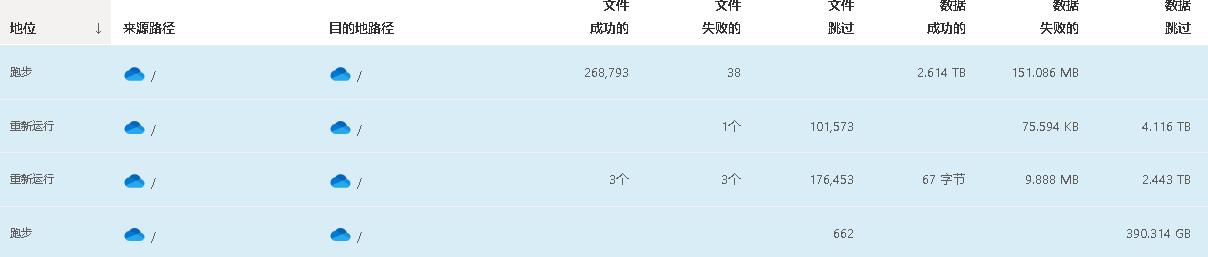 地位 ↓ 来源路径 目的地路径 文件 成功的 文件 失败的 文件 跳过 数据 成功的 数据 失败的 数据 跳过
跑步 / / 268,793 38 2.614 TB 151.086 MB
重新运行 / / 1个 101,573 75.594 KB 4.116 TB
重新运行 / / 3个 3个 176,453 67 字节 9.888 MB 2.443 TB
跑步 / / 662 390.314 GB